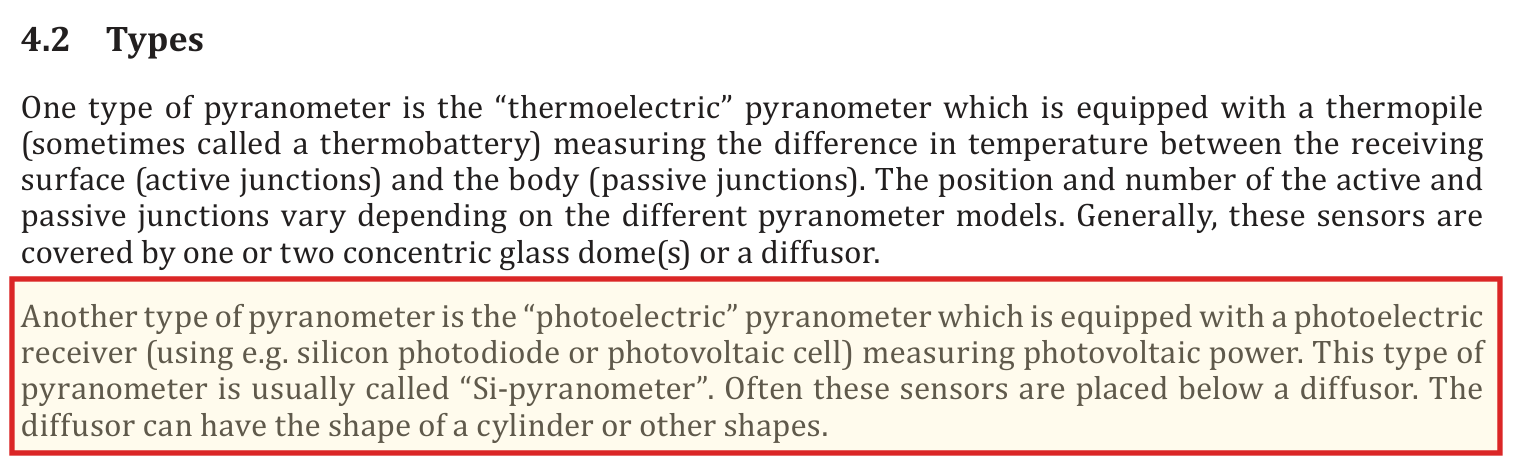 4.2 Types
One type of pyranometer is the “thermoelectric” pyranometer which is equipped with a thermopile
(sometimes called a thermobattery) measuring the difference in temperature between the receiving
surface (active junctions) and the body (passive junctions). The position and number of the active and
passive junctions vary depending on the different pyranometer models. Generally, these sensors are
covered by one or two concentric glass dome(s) or a diffusor.
Another type of pyranometer is the “photoelectric” pyranometer which is equipped with a photoelectric
receiver (using e.g. silicon photodiode or photovoltaic cell) measuring photovoltaic power. This type of
pyranometer is usually called “Si-pyranometer”. Often these sensors are placed below a diffusor. The
diffusor can have the shape of a cylinder or other shapes.